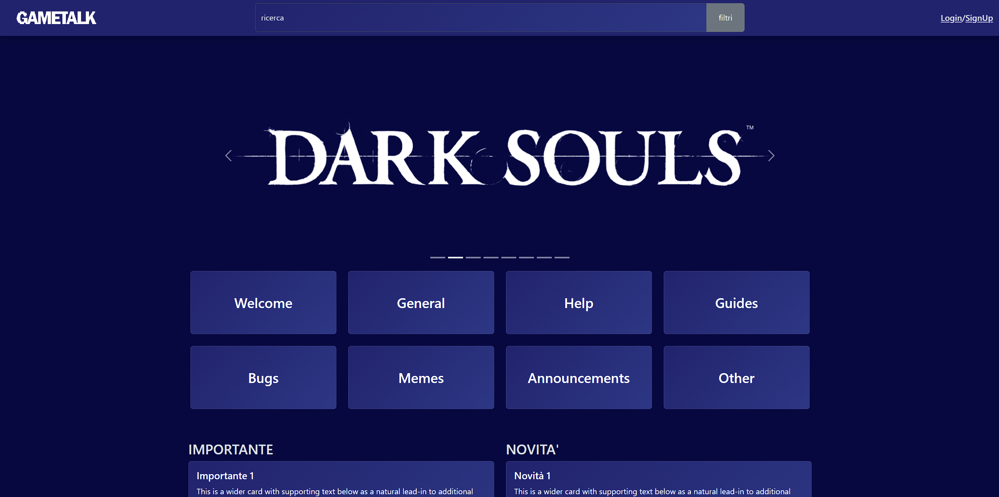 GAMETALK
ricerca
filtri
Login/SignUp
DARK SOULS™
Welcome
General
Help
Guides
Bugs
Memes
Announcements
Other
IMPORTANTE
Importante 1
This is a wider card with supporting text below as a natural lead-in to additional
NOVITA'
Novità 1
This is a wider card with supporting text below as a natural lead-in to additional